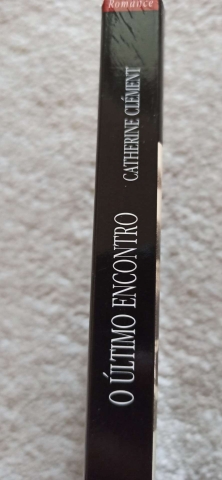 Romance
CATHERINE CLÉMENT
O ÚLTIMO ENCONTRO